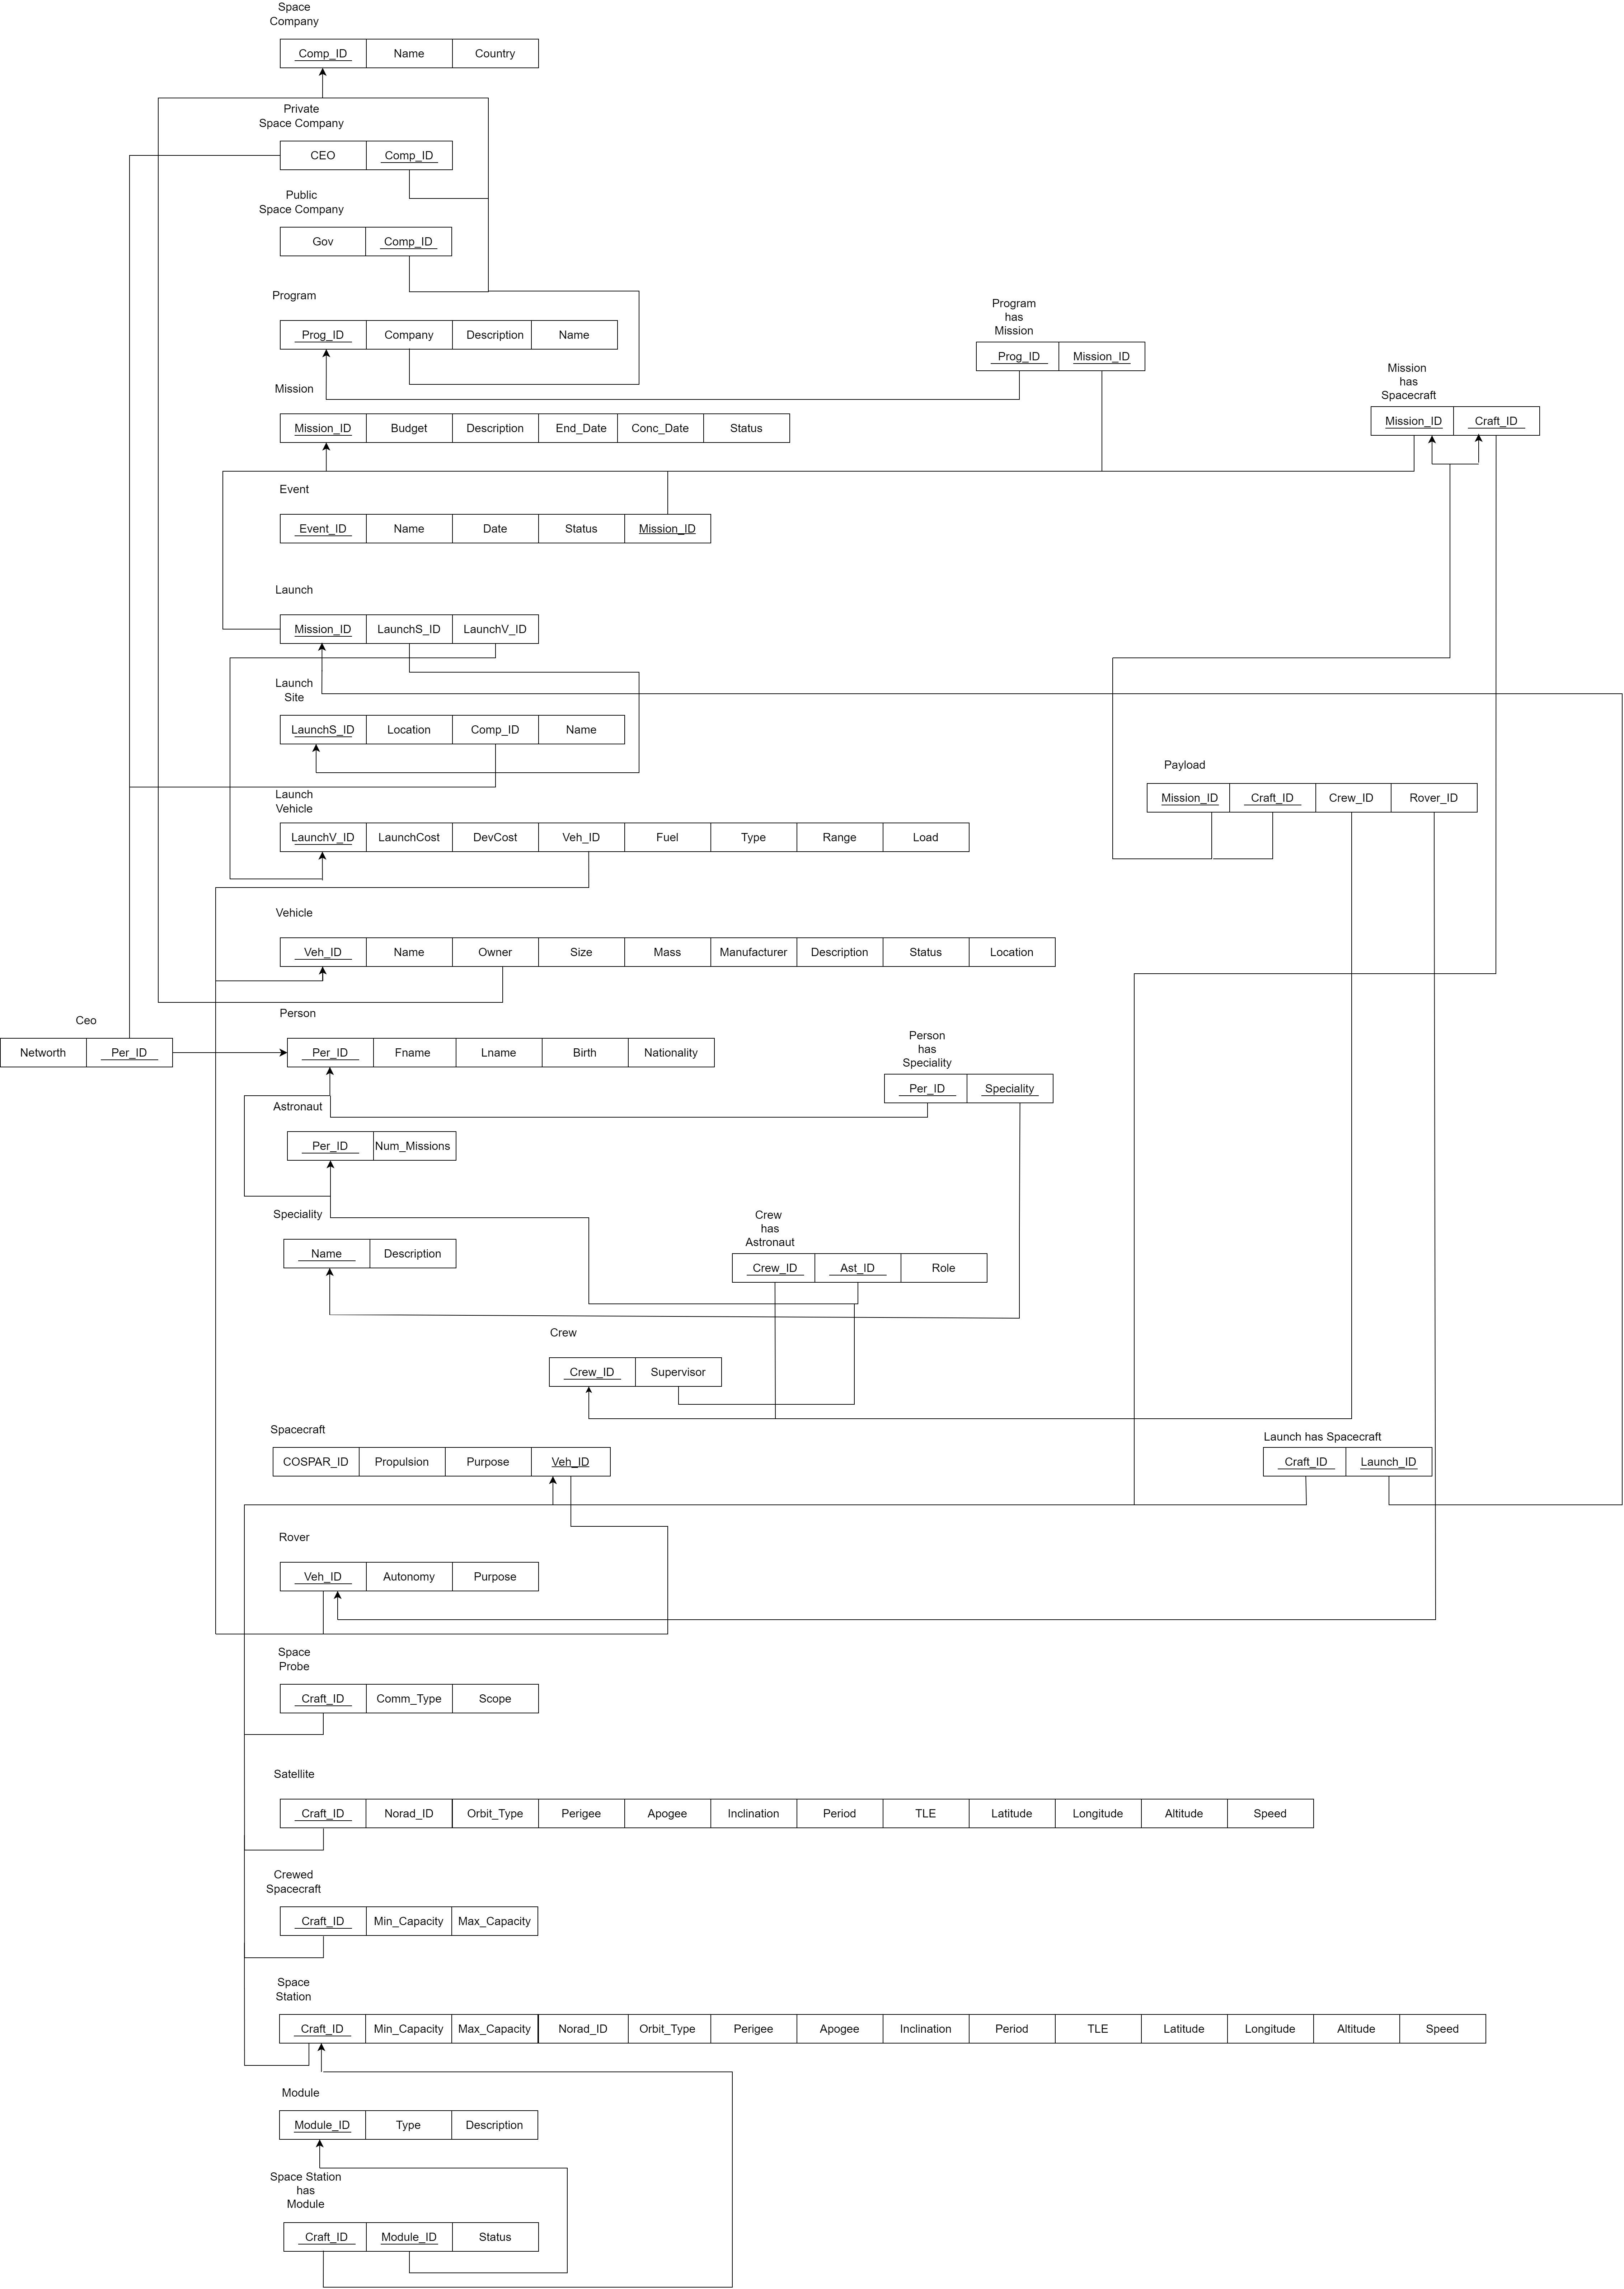 Space
Company
Comp_ID Name Country
Private
Space Company
CEO Comp_ID
Public
Space Company
Gov Comp_ID
Program
Prog_ID Company Description Name
Program
has
Mission
Prog_ID Mission_ID
Mission
has
Spacecraft
Mission_ID Craft_ID
Mission
Mission_ID Budget Description End_Date Conc_Date Status
Event
Event_ID Name Date Status Mission_ID
Launch
Mission_ID LaunchS_ID LaunchV_ID
Launch
Site
LaunchS_ID Location Comp_ID Name
Payload
Mission_ID Craft_ID Crew_ID Rover_ID
Launch
Vehicle
LaunchV_ID LaunchCost DevCost Veh_ID Fuel Type Range Load
Vehicle
Veh_ID Name Owner Size Mass Manufacturer Description Status Location
Ceo
Networth Per_ID
Person
Per_ID Fname Lname Birth Nationality
Person
has
Speciality
Per_ID Speciality
Astronaut
Per_ID Num_Missions
Speciality
Name Description
Crew
has
Astronaut
Crew_ID Ast_ID Role
Crew
Crew_ID Supervisor
Spacecraft
COSPAR_ID Propulsion Purpose Veh_ID
Launch has Spacecraft
Craft_ID Launch_ID
Rover
Veh_ID Autonomy Purpose
Space
Probe
Craft_ID Comm_Type Scope
Satellite
Craft_ID Norad_ID Orbit_Type Perigee Apogee Inclination Period TLE Latitude Longitude Altitude Speed
Crewed
Spacecraft
Craft_ID Min_Capacity Max_Capacity
Space
Station
Craft_ID Min_Capacity Max_Capacity Norad_ID Orbit_Type Perigee Apogee Inclination Period TLE Latitude Longitude Altitude Speed
Module
Module_ID Type Description
Space Station
has
Module
Craft_ID Module_ID Status